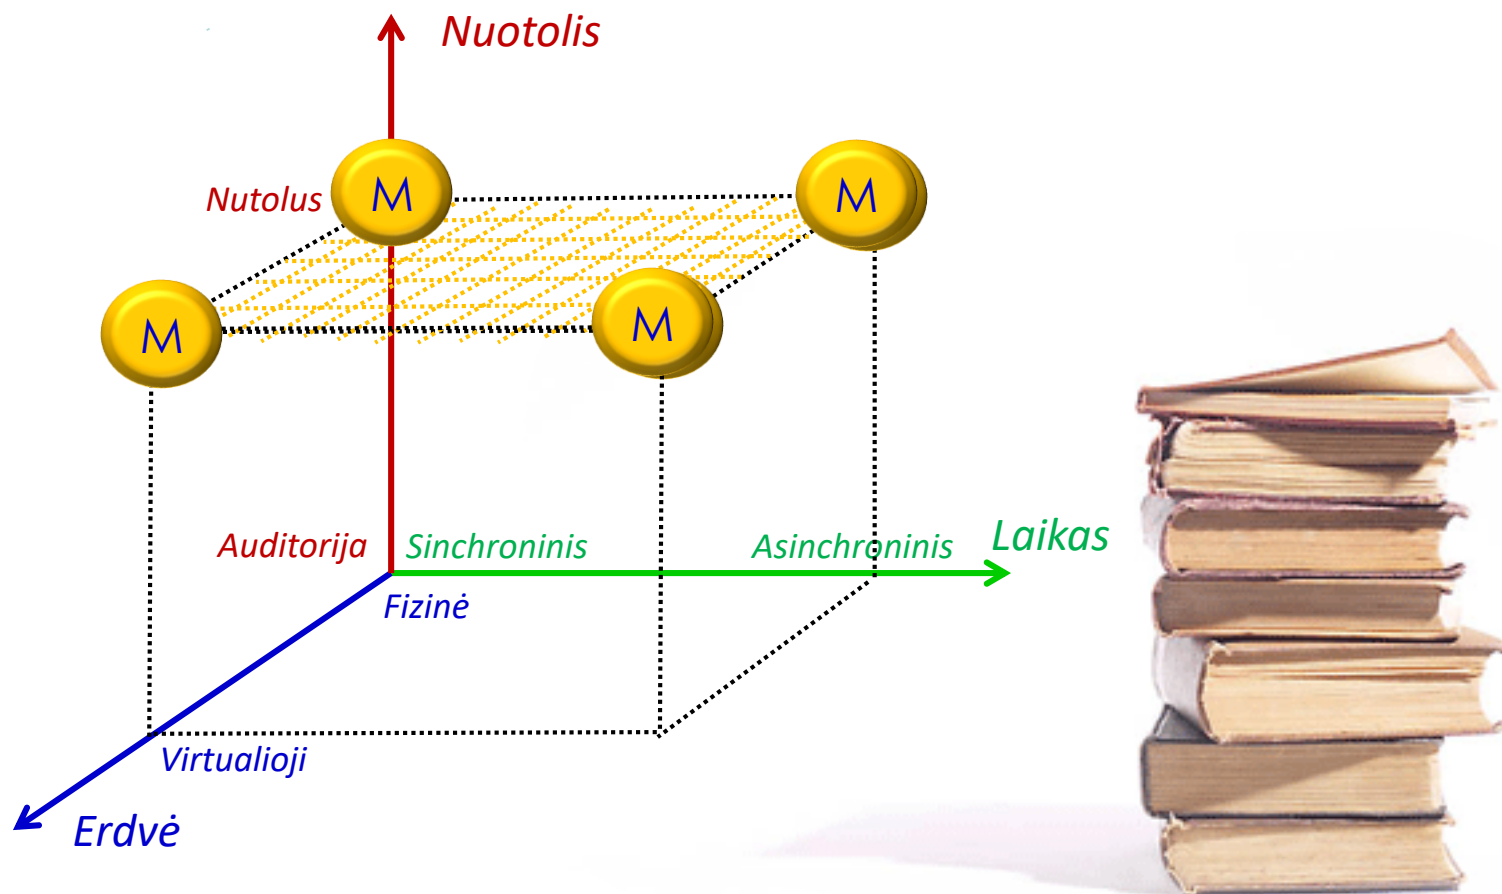 Nuotolis
M
M
Nutolus
M
M
Auditorija
Sinchroninis
Asinchroninis
Laikas
Fizinė
Virtualioji
Erdvė